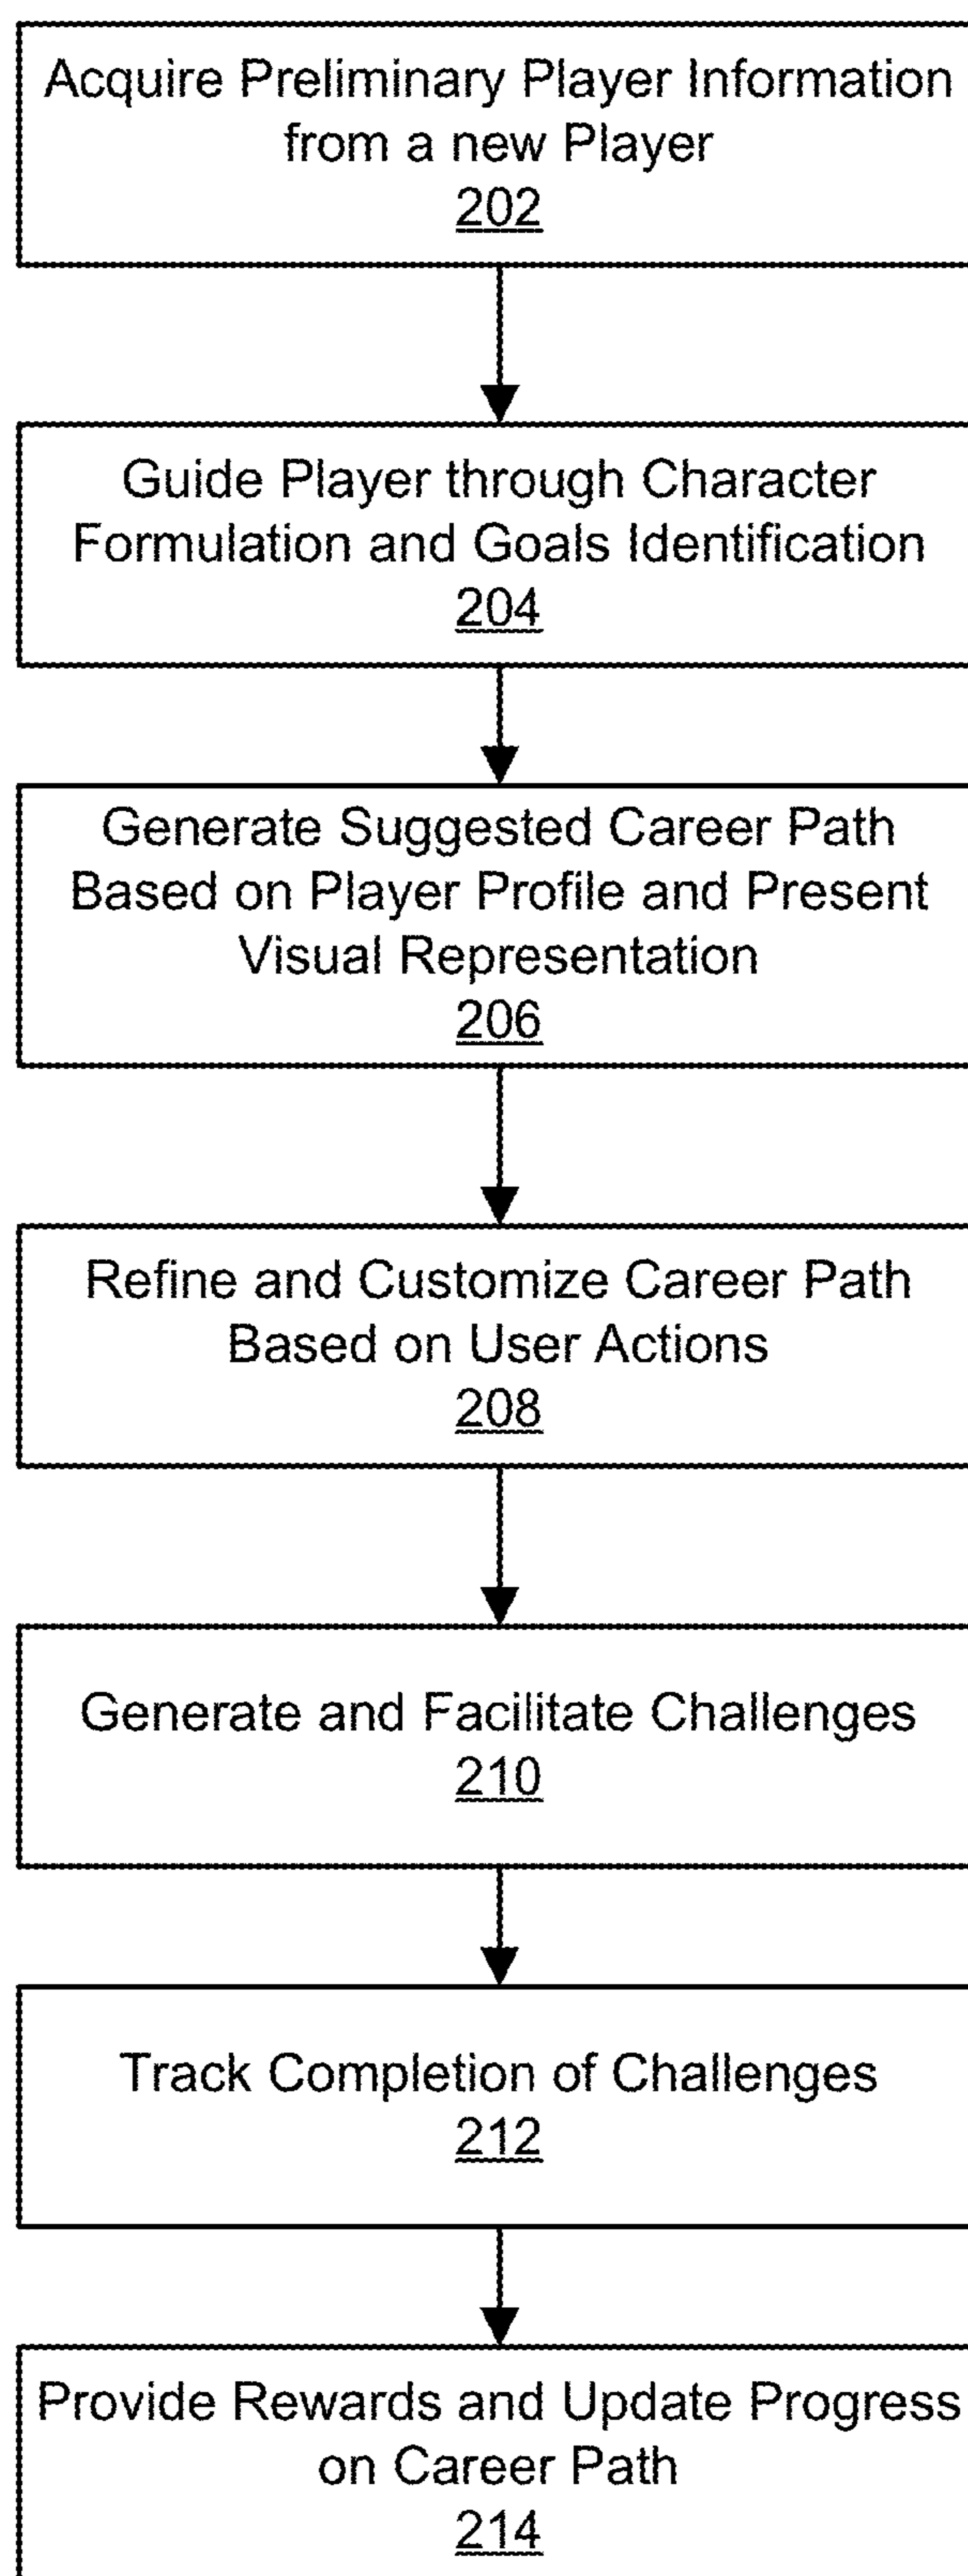 Acquire Preliminary Player Information
from a new Player
202
Guide Player through Character
Formulation and Goals Identification
204
Generate Suggested Career Path
Based on Player Profile and Present
Visual Representation
206
Refine and Customize Career Path
Based on User Actions
208
Generate and Facilitate Challenges
210
Track Completion of Challenges
212
Provide Rewards and Update Progress
on Career Path
214